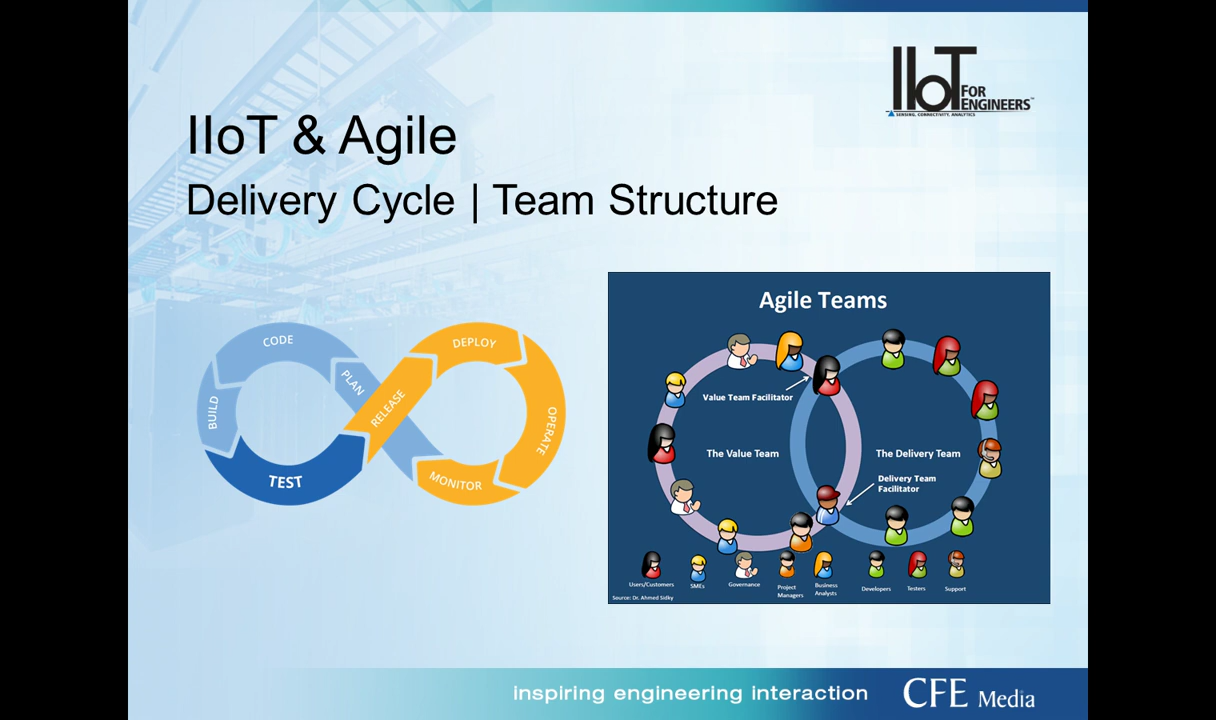 IIoT FOR ENGINEERS™
SENSING, CONNECTIVITY, ANALYTICS
IIoT & Agile
Delivery Cycle | Team Structure
CODE
PLAN
BUILD
TEST
RELEASE
DEPLOY
OPERATE
MONITOR
Agile Teams
Value Team Facilitator
The Value Team
The Delivery Team
Delivery Team
Facilitator
Users/Customers
SMEs
Governance
Project
Managers
Business
Analysts
Developers
Testers
Support
Source: Dr. Ahmed Sidky
inspiring engineering interaction
CFE Media